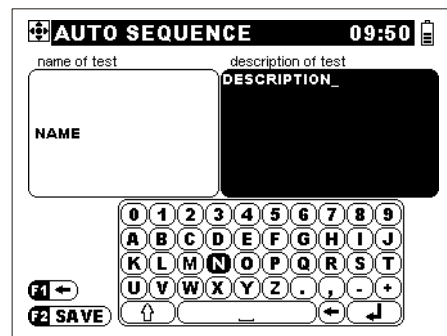 AUTO SEQUENCE 09:50
name of test description of test
DESCRIPTION_
NAME
0 1 2 3 4 5 6 7 8 9
A B C D E F G H I J
K L M N O P Q R S T
U V W X Y Z . , - +
F1 ←
F2 SAVE ⇧ ⎵ ← ↲